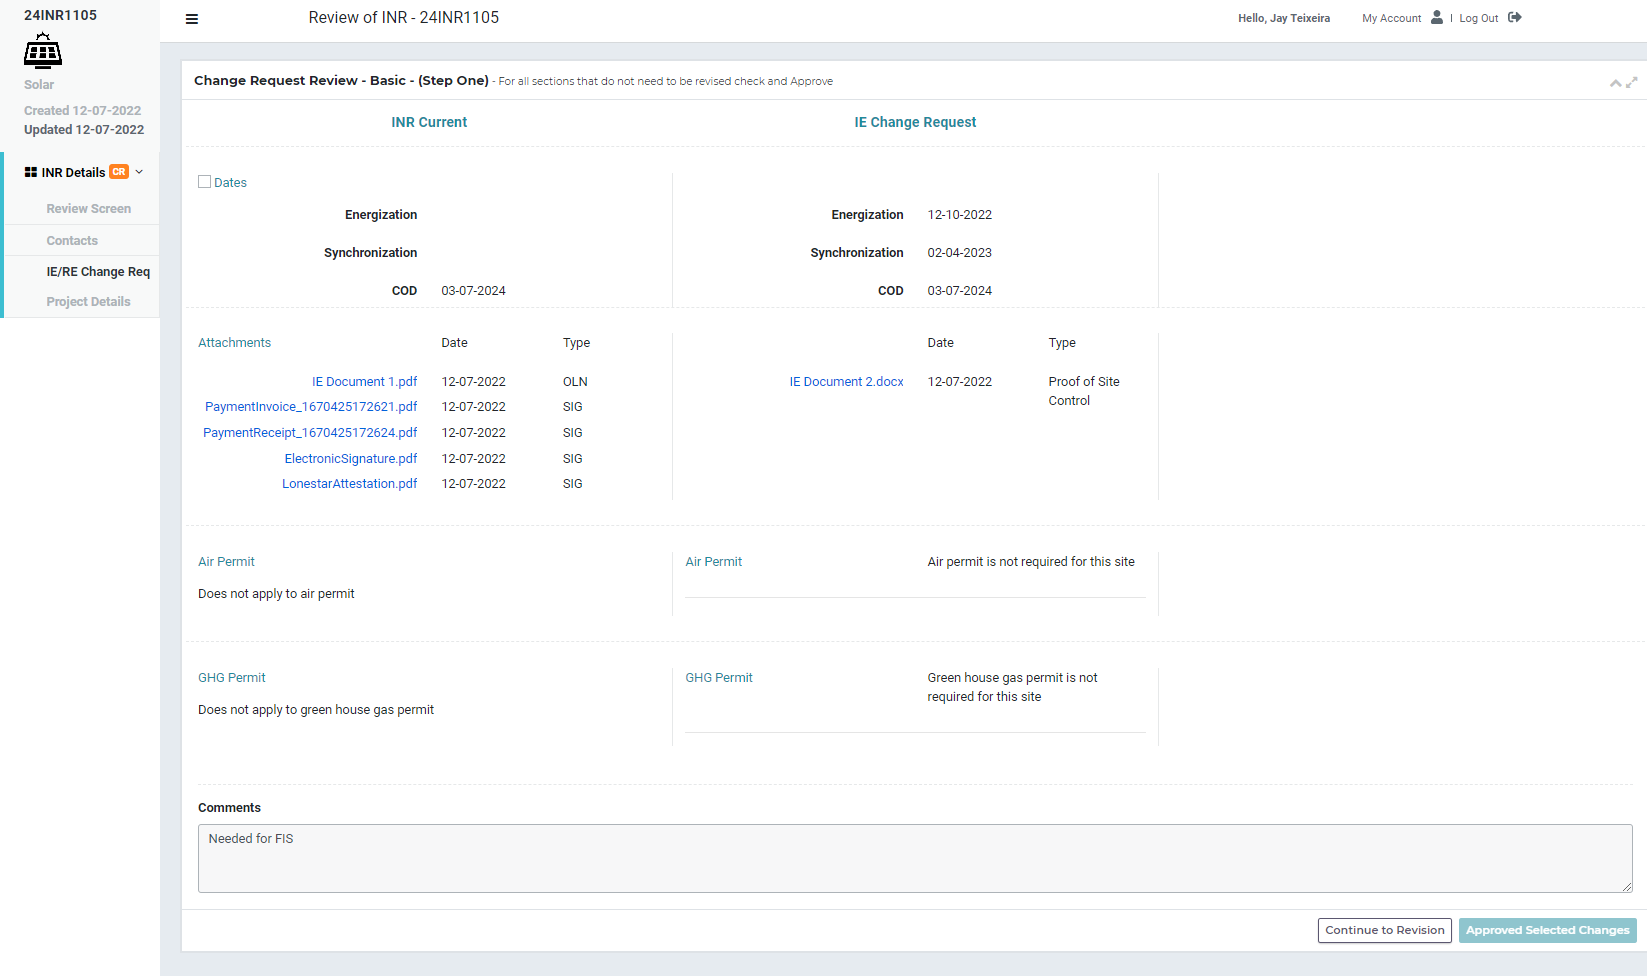 24INR1105
Solar
Created 12-07-2022
Updated 12-07-2022
INR Details CR
Review Screen
Contacts
IE/RE Change Req
Project Details
Review of INR - 24INR1105
Hello, Jay Teixeira My Account | Log Out
Change Request Review - Basic - (Step One) - For all sections that do not need to be revised check and Approve
INR Current IE Change Request
Dates
Energization Energization 12-10-2022
Synchronization Synchronization 02-04-2023
COD 03-07-2024 COD 03-07-2024
Attachments Date Type Date Type
IE Document 1.pdf 12-07-2022 OLN IE Document 2.docx 12-07-2022 Proof of Site
Control
PaymentInvoice_1670425172621.pdf 12-07-2022 SIG
PaymentReceipt_1670425172624.pdf 12-07-2022 SIG
ElectronicSignature.pdf 12-07-2022 SIG
LonestarAttestation.pdf 12-07-2022 SIG
Air Permit Air Permit Air permit is not required for this site
Does not apply to air permit
GHG Permit GHG Permit Green house gas permit is not
required for this site
Does not apply to green house gas permit
Comments
Needed for FIS
Continue to Revision Approved Selected Changes